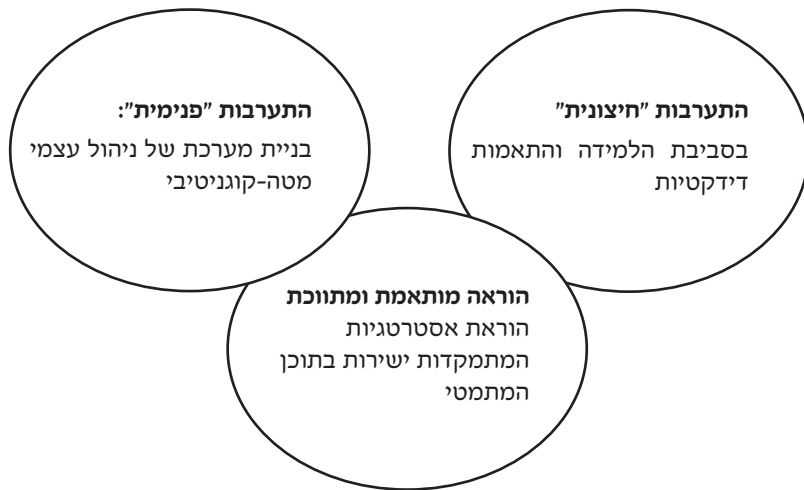 התערבות "חיצונית"
בסביבת הלמידה והתאמות
דידקטיות
התערבות "פנימית":
בניית מערכת של ניהול עצמי
מטה-קוגניטיבי
הוראה מותאמת ומתווכת
הוראת אסטרטגיות
המתמקדות ישירות בתוכן
המתמטי